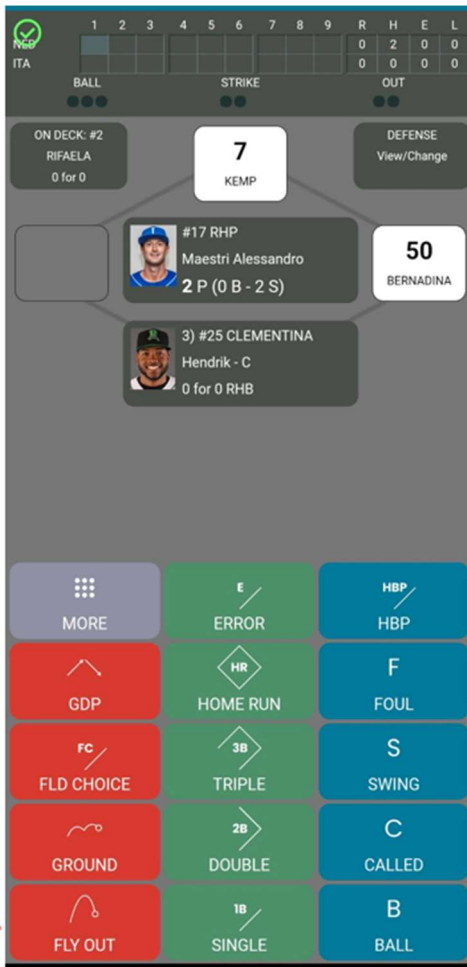 1 2 3 4 5 6 7 8 9 R H E L
NED 0 2 0 0
ITA 0 0 0 0
BALL STRIKE OUT
ON DECK: #2
RIFAELA
0 for 0
7
KEMP
DEFENSE
View/Change
#17 RHP
Maestri Alessandro
2 P (0 B - 2 S)
50
BERNADINA
3) #25 CLEMENTINA
Hendrik - C
0 for 0 RHB
MORE
E
ERROR
HBP
HBP
GDP
HR
HOME RUN
F
FOUL
FC
FLD CHOICE
3B
TRIPLE
S
SWING
GROUND
2B
DOUBLE
C
CALLED
FLY OUT
1B
SINGLE
B
BALL